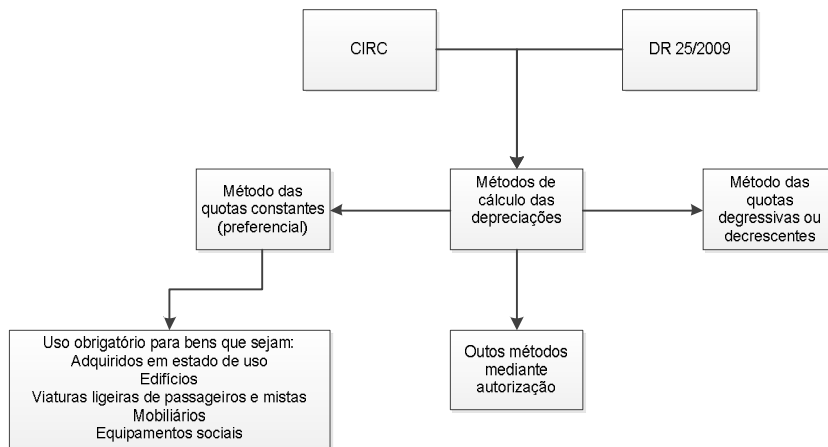 CIRC
DR 25/2009
Método das
quotas constantes
(preferencial)
Métodos de
cálculo das
depreciações
Método das
quotas
degressivas ou
decrescentes
Uso obrigatório para bens que sejam:
Adquiridos em estado de uso
Edifícios
Viaturas ligeiras de passageiros e mistas
Mobiliários
Equipamentos sociais
Outos métodos
mediante
autorização